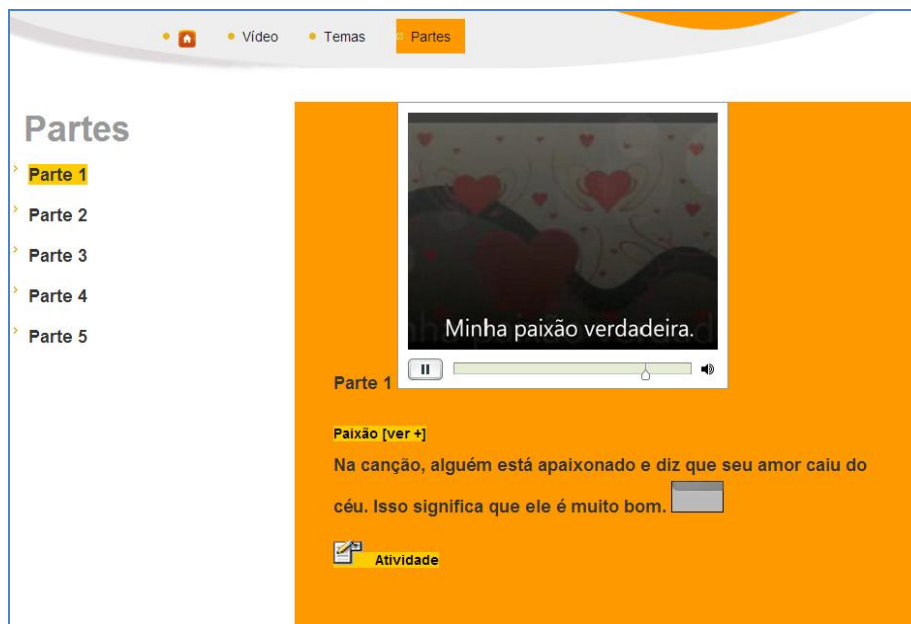 Vídeo
Temas
Partes
Partes
Parte 1
Parte 2
Parte 3
Parte 4
Parte 5
Minha paixão verdadeira.
Parte 1
Paixão [ver +]
Na canção, alguém está apaixonado e diz que seu amor caiu do
céu. Isso significa que ele é muito bom.
Atividade